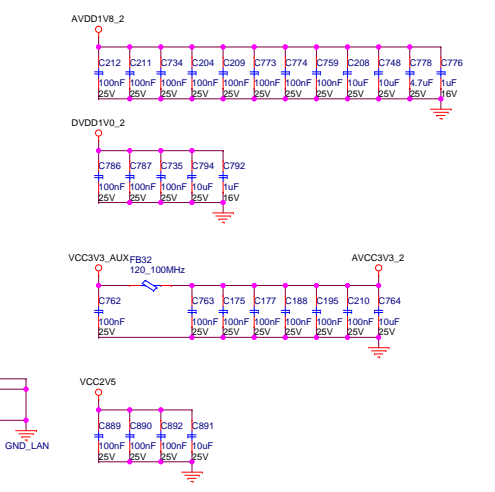 AVDD1V8_2
C212 C211 C734 C204 C209 C773 C774 C759 C208 C748 C778 C776
100nF 100nF 100nF 100nF 100nF 100nF 100nF 100nF 10uF 10uF 4.7uF 1uF
25V 25V 25V 25V 25V 25V 25V 25V 25V 25V 25V 16V
DVDD1V0_2
C786 C787 C735 C794 C792
100nF 100nF 100nF 10uF 1uF
25V 25V 25V 25V 16V
VCC3V3_AUX FB32 AVCC3V3_2
120_100MHz
C762 C763 C175 C177 C188 C195 C210 C764
100nF 100nF 100nF 100nF 100nF 100nF 100nF 10uF
25V 25V 25V 25V 25V 25V 25V 25V
VCC2V5
C889 C890 C892 C891
100nF 100nF 100nF 10uF
25V 25V 25V 25V
GND_LAN